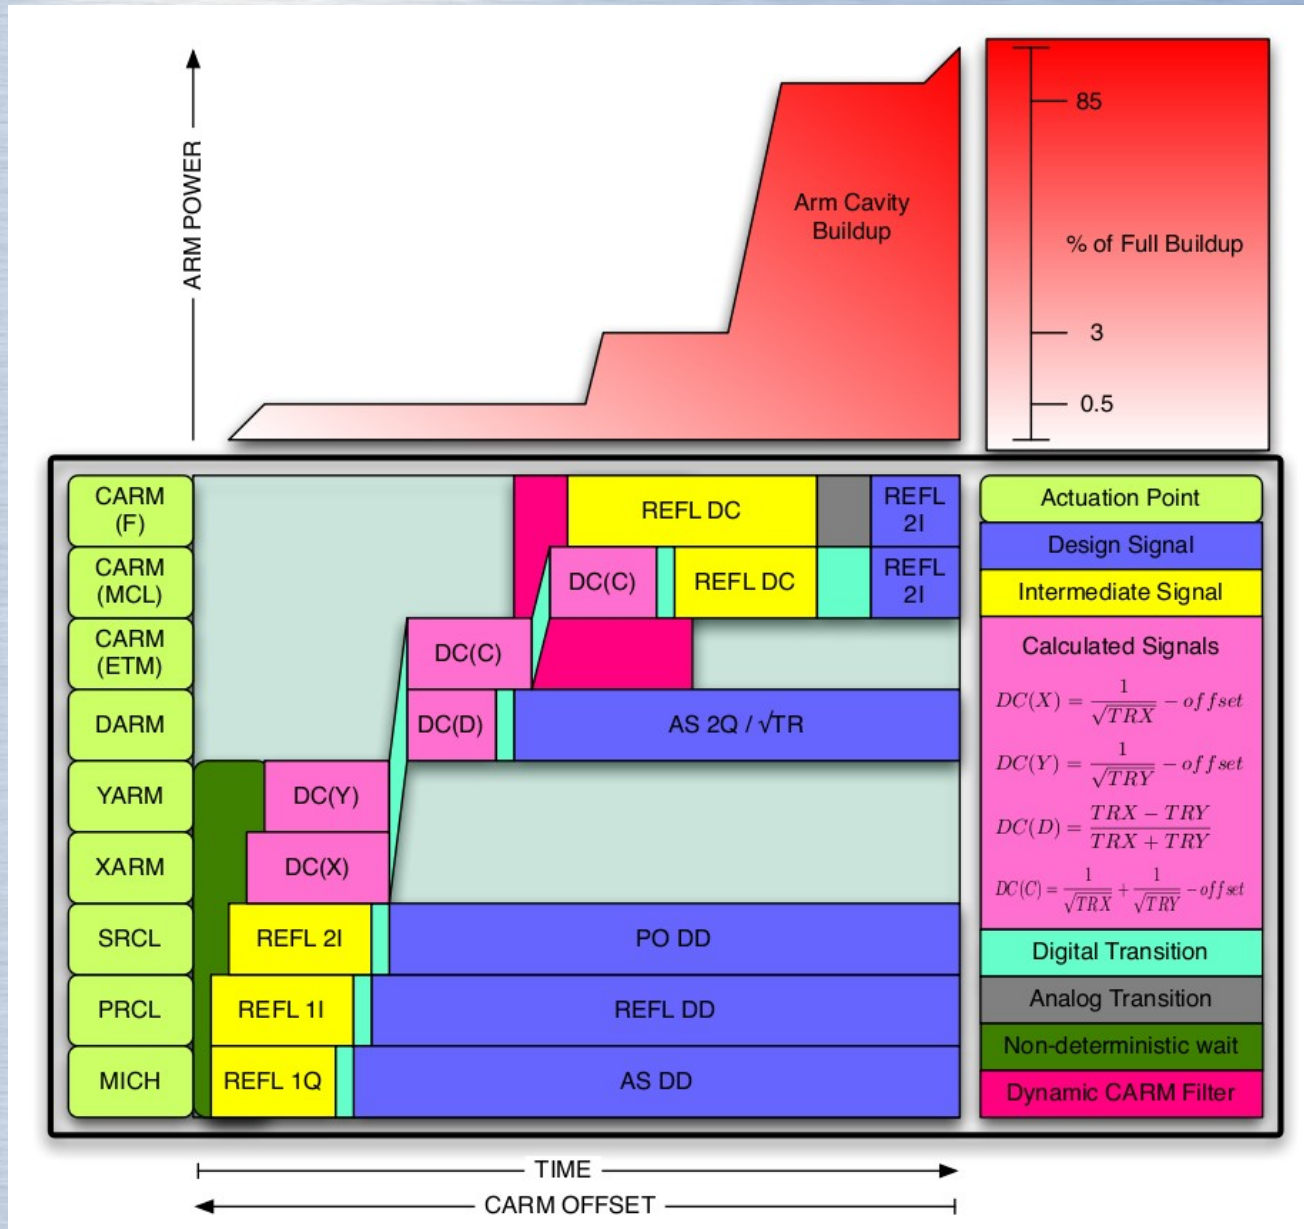 ARM POWER
Arm Cavity
Buildup
85
% of Full Buildup
3
0.5
CARM
(F)
REFL DC
REFL
2I
Actuation Point
Design Signal
CARM
(MCL)
DC(C)
REFL DC
REFL
2I
Intermediate Signal
CARM
(ETM)
DC(C)
Calculated Signals
DC(X) = 1/√TRX − offset
DC(Y) = 1/√TRY − offset
DC(D) = TRX − TRY/TRX + TRY
DC(C) = 1/√TRX + 1/√TRY − offset
DARM
DC(D)
AS 2Q / √TR
YARM
DC(Y)
XARM
DC(X)
SRCL
REFL 2I
PO DD
Digital Transition
PRCL
REFL 1I
REFL DD
Analog Transition
Non-deterministic wait
MICH
REFL 1Q
AS DD
Dynamic CARM Filter
TIME
CARM OFFSET